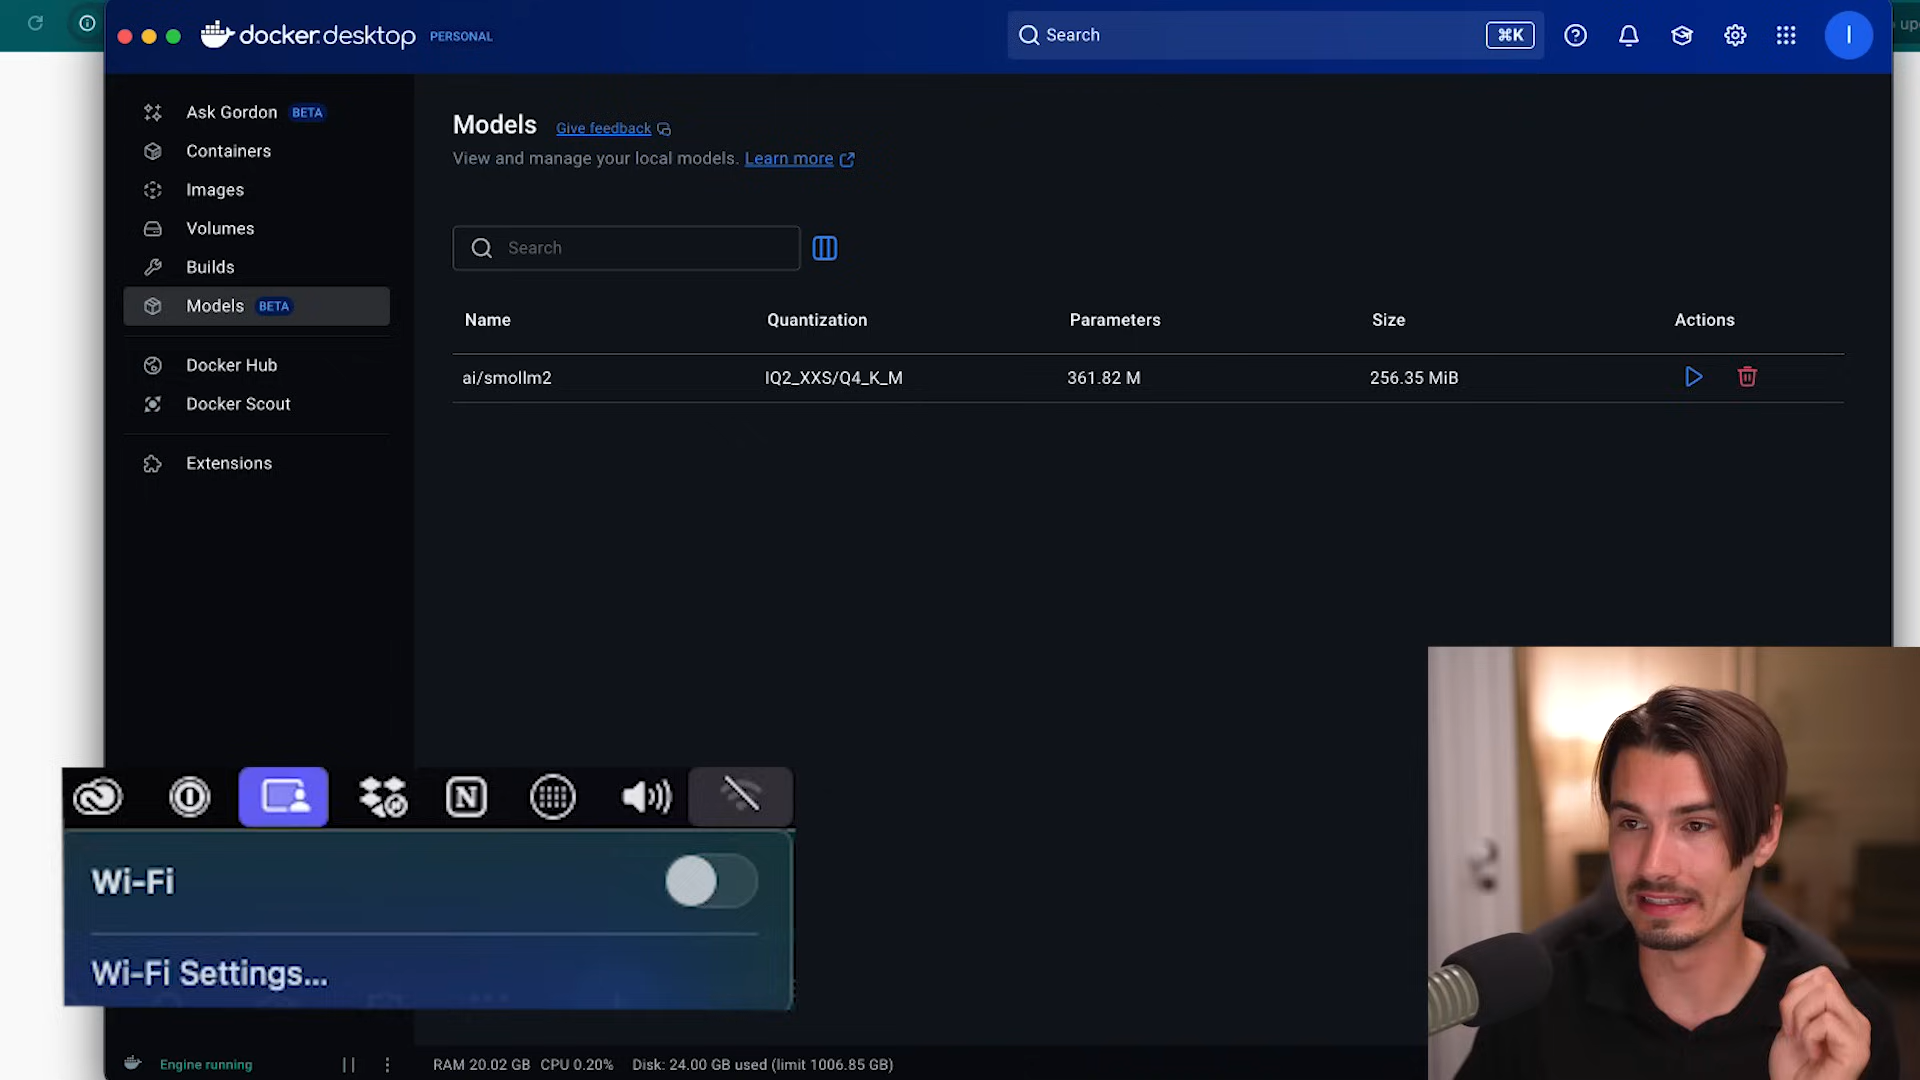 docker.desktop PERSONAL
Search
⌘K
I
Ask Gordon BETA
Containers
Images
Volumes
Builds
Models BETA
Docker Hub
Docker Scout
Extensions
Models Give feedback
View and manage your local models. Learn more
Search
Name Quantization Parameters Size Actions
ai/smollm2 IQ2_XXS/Q4_K_M 361.82 M 256.35 MiB
Wi-Fi
Wi-Fi Settings...
Engine running RAM 20.02 GB CPU 0.20% Disk: 24.00 GB used (limit 1006.85 GB)